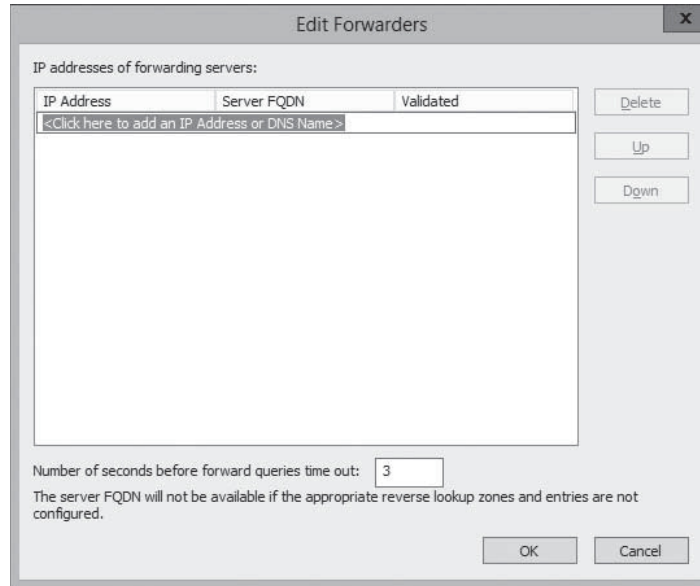 Edit Forwarders
x
IP addresses of forwarding servers:
IP Address Server FQDN Validated
<Click here to add an IP Address or DNS Name>
Delete
Up
Down
Number of seconds before forward queries time out: 3
The server FQDN will not be available if the appropriate reverse lookup zones and entries are not
configured.
OK Cancel